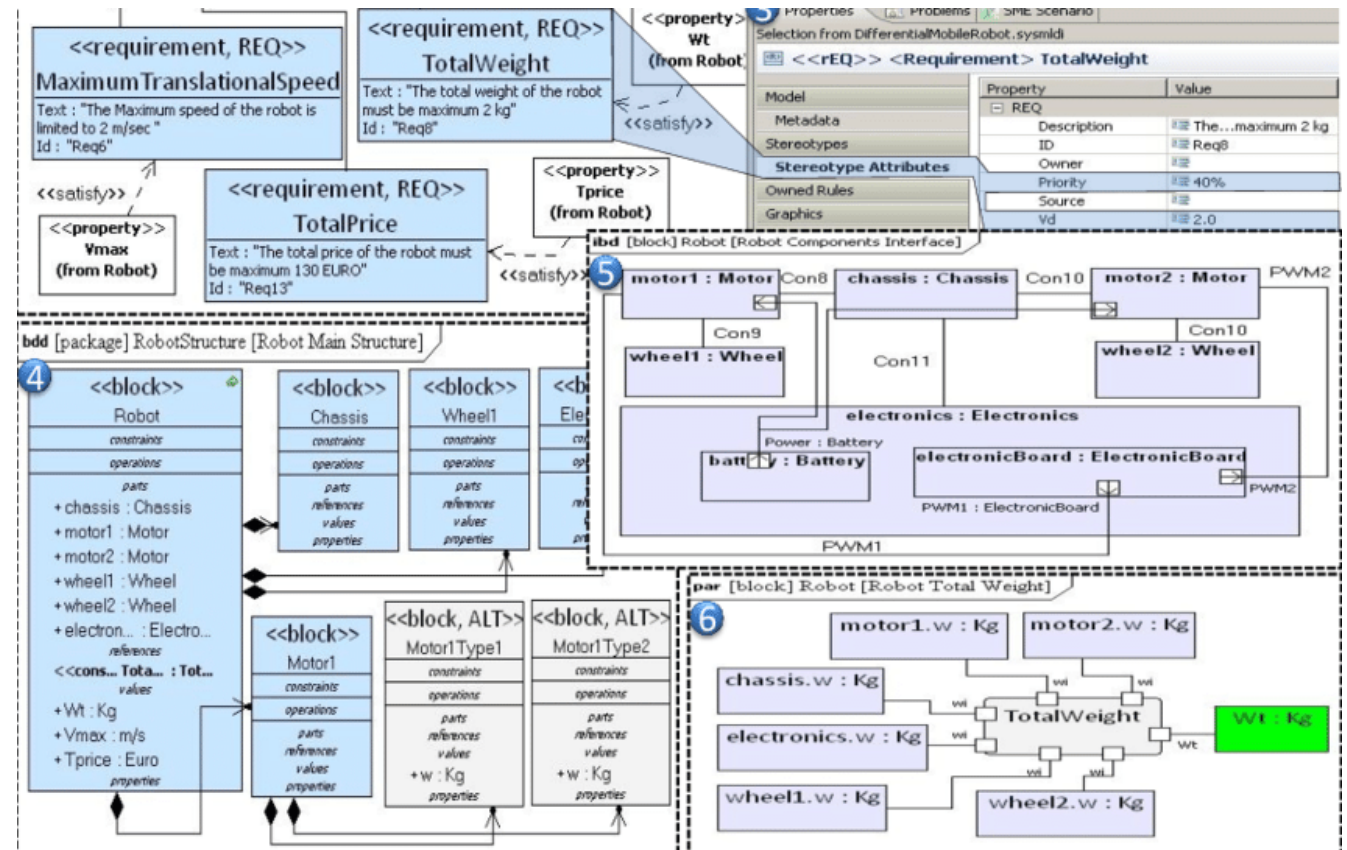 <<requirement, REQ>>
MaximumTranslationalSpeed
Text : "The Maximum speed of the robot is
limited to 2 m/sec "
Id : "Req6"
<<satisfy>>
<<property>>
Vmax
(from Robot)
<<requirement, REQ>>
TotalWeight
Text : "The total weight of the robot
must be maximum 2 kg"
Id : "Req8"
<<property>
Wt
(from Robot)
<<satisfy>>
<<requirement, REQ>>
TotalPrice
Text : "The total price of the robot must
be maximum 130 EURO"
Id : "Req13"
<<property>>
Tprice
(from Robot)
<<satisfy>>
3
Properties
Problems
SME Scenario
Selection from DifferentialMobileRobot.sysmldi
<<rEQ>> <Requirement> TotalWeight
Model
Metadata
Stereotypes
Stereotype Attributes
Owned Rules
Graphics
Property Value
REQ
Description The...maximum 2 kg
ID Req8
Owner
Priority 40%
Source
Vd 2.0
bdd [package] RobotStructure [Robot Main Structure]
4
<<block>>
Robot
constraints
operations
parts
+chassis : Chassis
+motor1 : Motor
+motor2 : Motor
+wheel1 : Wheel
+wheel2 : Wheel
+electron... : Electro...
references
<<cons... Tota... : Tot...
values
+Wt : Kg
+Vmax : m/s
+Tprice : Euro
properties
<<block>>
Chassis
constraints
operations
parts
references
values
properties
<<block>>
Wheel1
constraints
operations
parts
references
values
properties
<<b
Ele
<<block>>
Motor1
constraints
operations
parts
references
values
properties
<<block, ALT>>
Motor1Type1
constraints
operations
parts
references
values
+w : Kg
properties
<<block, ALT>>
Motor1Type2
constraints
operations
parts
references
values
+w : Kg
properties
ibd [block] Robot [Robot Components Interface]
5
motor1 : Motor
Con8
chassis : Chassis
Con10
motor2 : Motor
PWM2
Con9
Con10
wheel1 : Wheel
Con11
wheel2 : Wheel
electronics : Electronics
Power : Battery
batt y : Battery
electronicBoard : ElectronicBoard
PWM2
PWM1 : ElectronicBoard
PWM1
par [block] Robot [Robot Total Weight]
6
motor1.w : Kg
motor2.w : Kg
chassis.w : Kg
wi
wi
wi
TotalWeight
Wt : Kg
electronics.w : Kg
wi
Wt
wi
wi
wheel1.w : Kg
wheel2.w : Kg